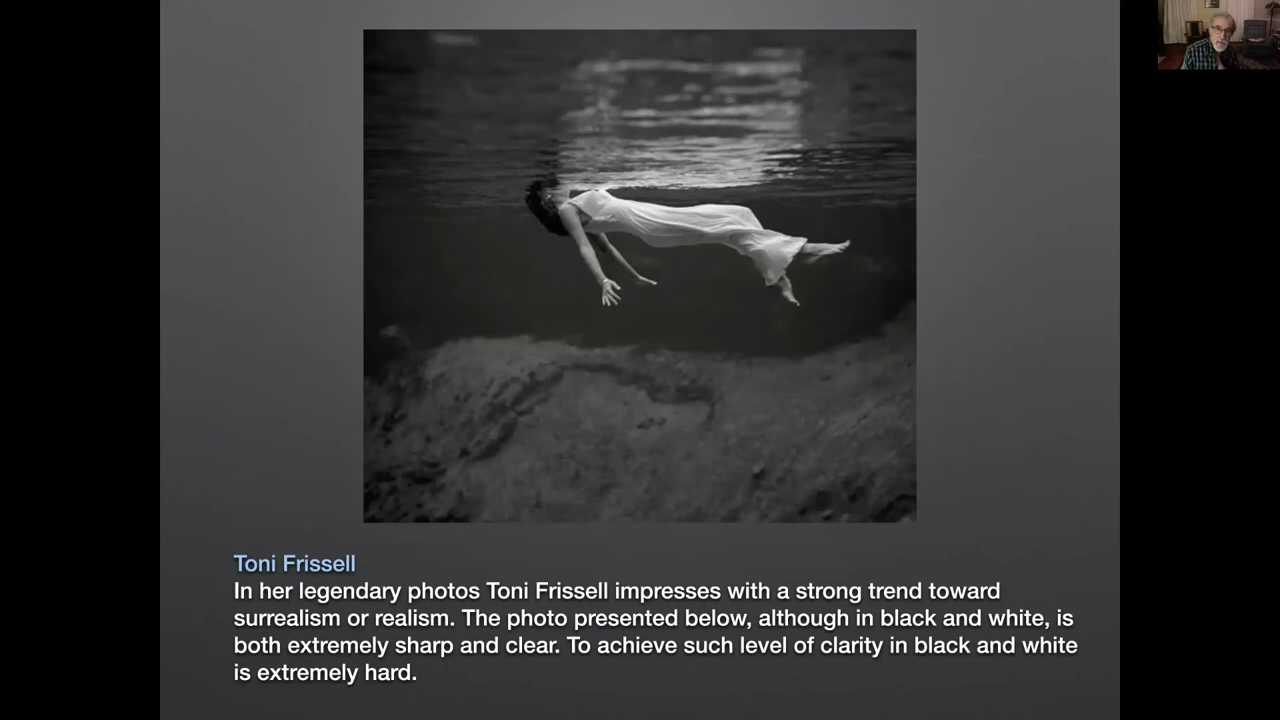 Toni Frissell
In her legendary photos Toni Frissell impresses with a strong trend toward
surrealism or realism. The photo presented below, although in black and white, is
both extremely sharp and clear. To achieve such level of clarity in black and white
is extremely hard.